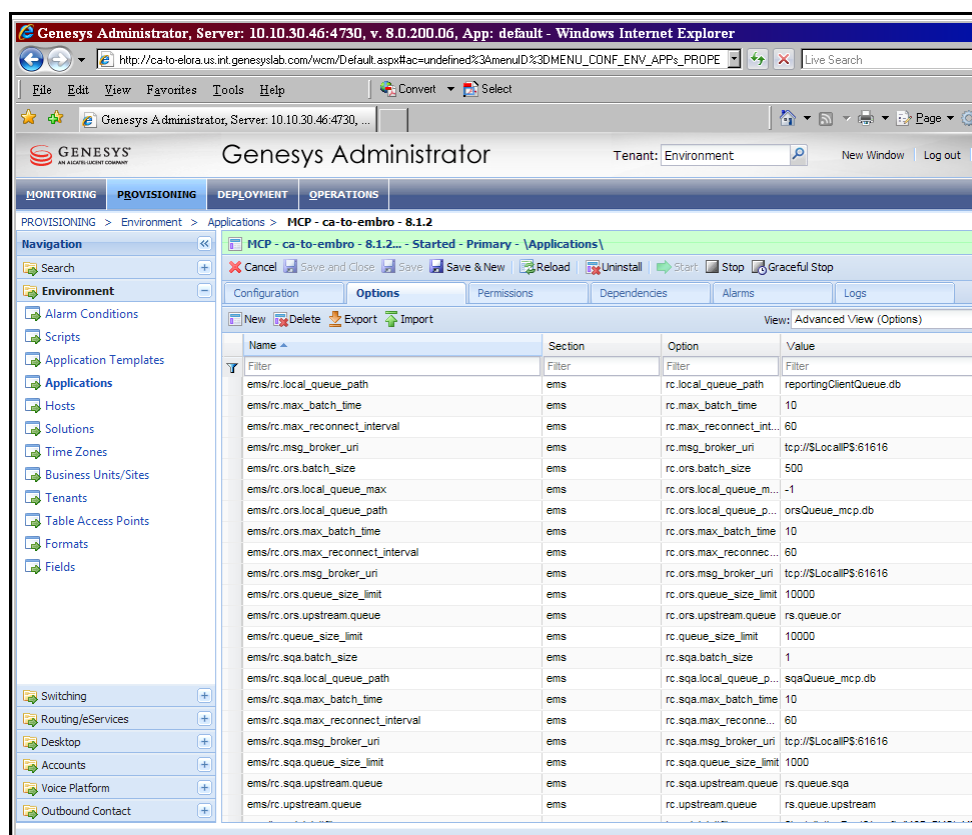 Genesys Administrator, Server: 10.10.30.46:4730, v. 8.0.200.06, App: default - Windows Internet Explorer
http://ca-to-elora.us.int.genesyslab.com/wcm/Default.aspx#ac=undefined%3AmenuID%3DMENU_CONF_ENV_APPs_PROPE Live Search
File Edit View Favorites Tools Help Convert Select
Genesys Administrator, Server: 10.10.30.46:4730, ... Page
GENESYS Genesys Administrator Tenant: Environment New Window Log out
AN ALCATEL-LUCENT COMPANY
MONITORING PROVISIONING DEPLOYMENT OPERATIONS
PROVISIONING > Environment > Applications > MCP - ca-to-embro - 8.1.2
Navigation
Search
Environment
Alarm Conditions
Scripts
Application Templates
Applications
Hosts
Solutions
Time Zones
Business Units/Sites
Tenants
Table Access Points
Formats
Fields
Switching
Routing/eServices
Desktop
Accounts
Voice Platform
Outbound Contact
MCP - ca-to-embro - 8.1.2... - Started - Primary - \Applications\
Cancel Save and Close Save Save & New Reload Uninstall Start Stop Graceful Stop
Configuration Options Permissions Dependencies Alarms Logs
New Delete Export Import View: Advanced View (Options)
Name Section Option Value
Filter Filter Filter Filter
ems/rc.local_queue_path ems rc.local_queue_path reportingClientQueue.db
ems/rc.max_batch_time ems rc.max_batch_time 10
ems/rc.max_reconnect_interval ems rc.max_reconnect_int... 60
ems/rc.msg_broker_uri ems rc.msg_broker_uri tcp://$LocalIP$:61616
ems/rc.ors.batch_size ems rc.ors.batch_size 500
ems/rc.ors.local_queue_max ems rc.ors.local_queue_m... -1
ems/rc.ors.local_queue_path ems rc.ors.local_queue_p... orsQueue_mcp.db
ems/rc.ors.max_batch_time ems rc.ors.max_batch_time 10
ems/rc.ors.max_reconnect_interval ems rc.ors.max_reconnec... 60
ems/rc.ors.msg_broker_uri ems rc.ors.msg_broker_uri tcp://$LocalIP$:61616
ems/rc.ors.queue_size_limit ems rc.ors.queue_size_limit 10000
ems/rc.ors.upstream.queue ems rc.ors.upstream.queue rs.queue.or
ems/rc.queue_size_limit ems rc.queue_size_limit 10000
ems/rc.sqa.batch_size ems rc.sqa.batch_size 1
ems/rc.sqa.local_queue_path ems rc.sqa.local_queue_p... sqaQueue_mcp.db
ems/rc.sqa.max_batch_time ems rc.sqa.max_batch_time 10
ems/rc.sqa.max_reconnect_interval ems rc.sqa.max_reconne... 60
ems/rc.sqa.msg_broker_uri ems rc.sqa.msg_broker_uri tcp://$LocalIP$:61616
ems/rc.sqa.queue_size_limit ems rc.sqa.queue_size_limit 1000
ems/rc.sqa.upstream.queue ems rc.sqa.upstream.queue rs.queue.sqa
ems/rc.upstream.queue ems rc.upstream.queue rs.queue.upstream